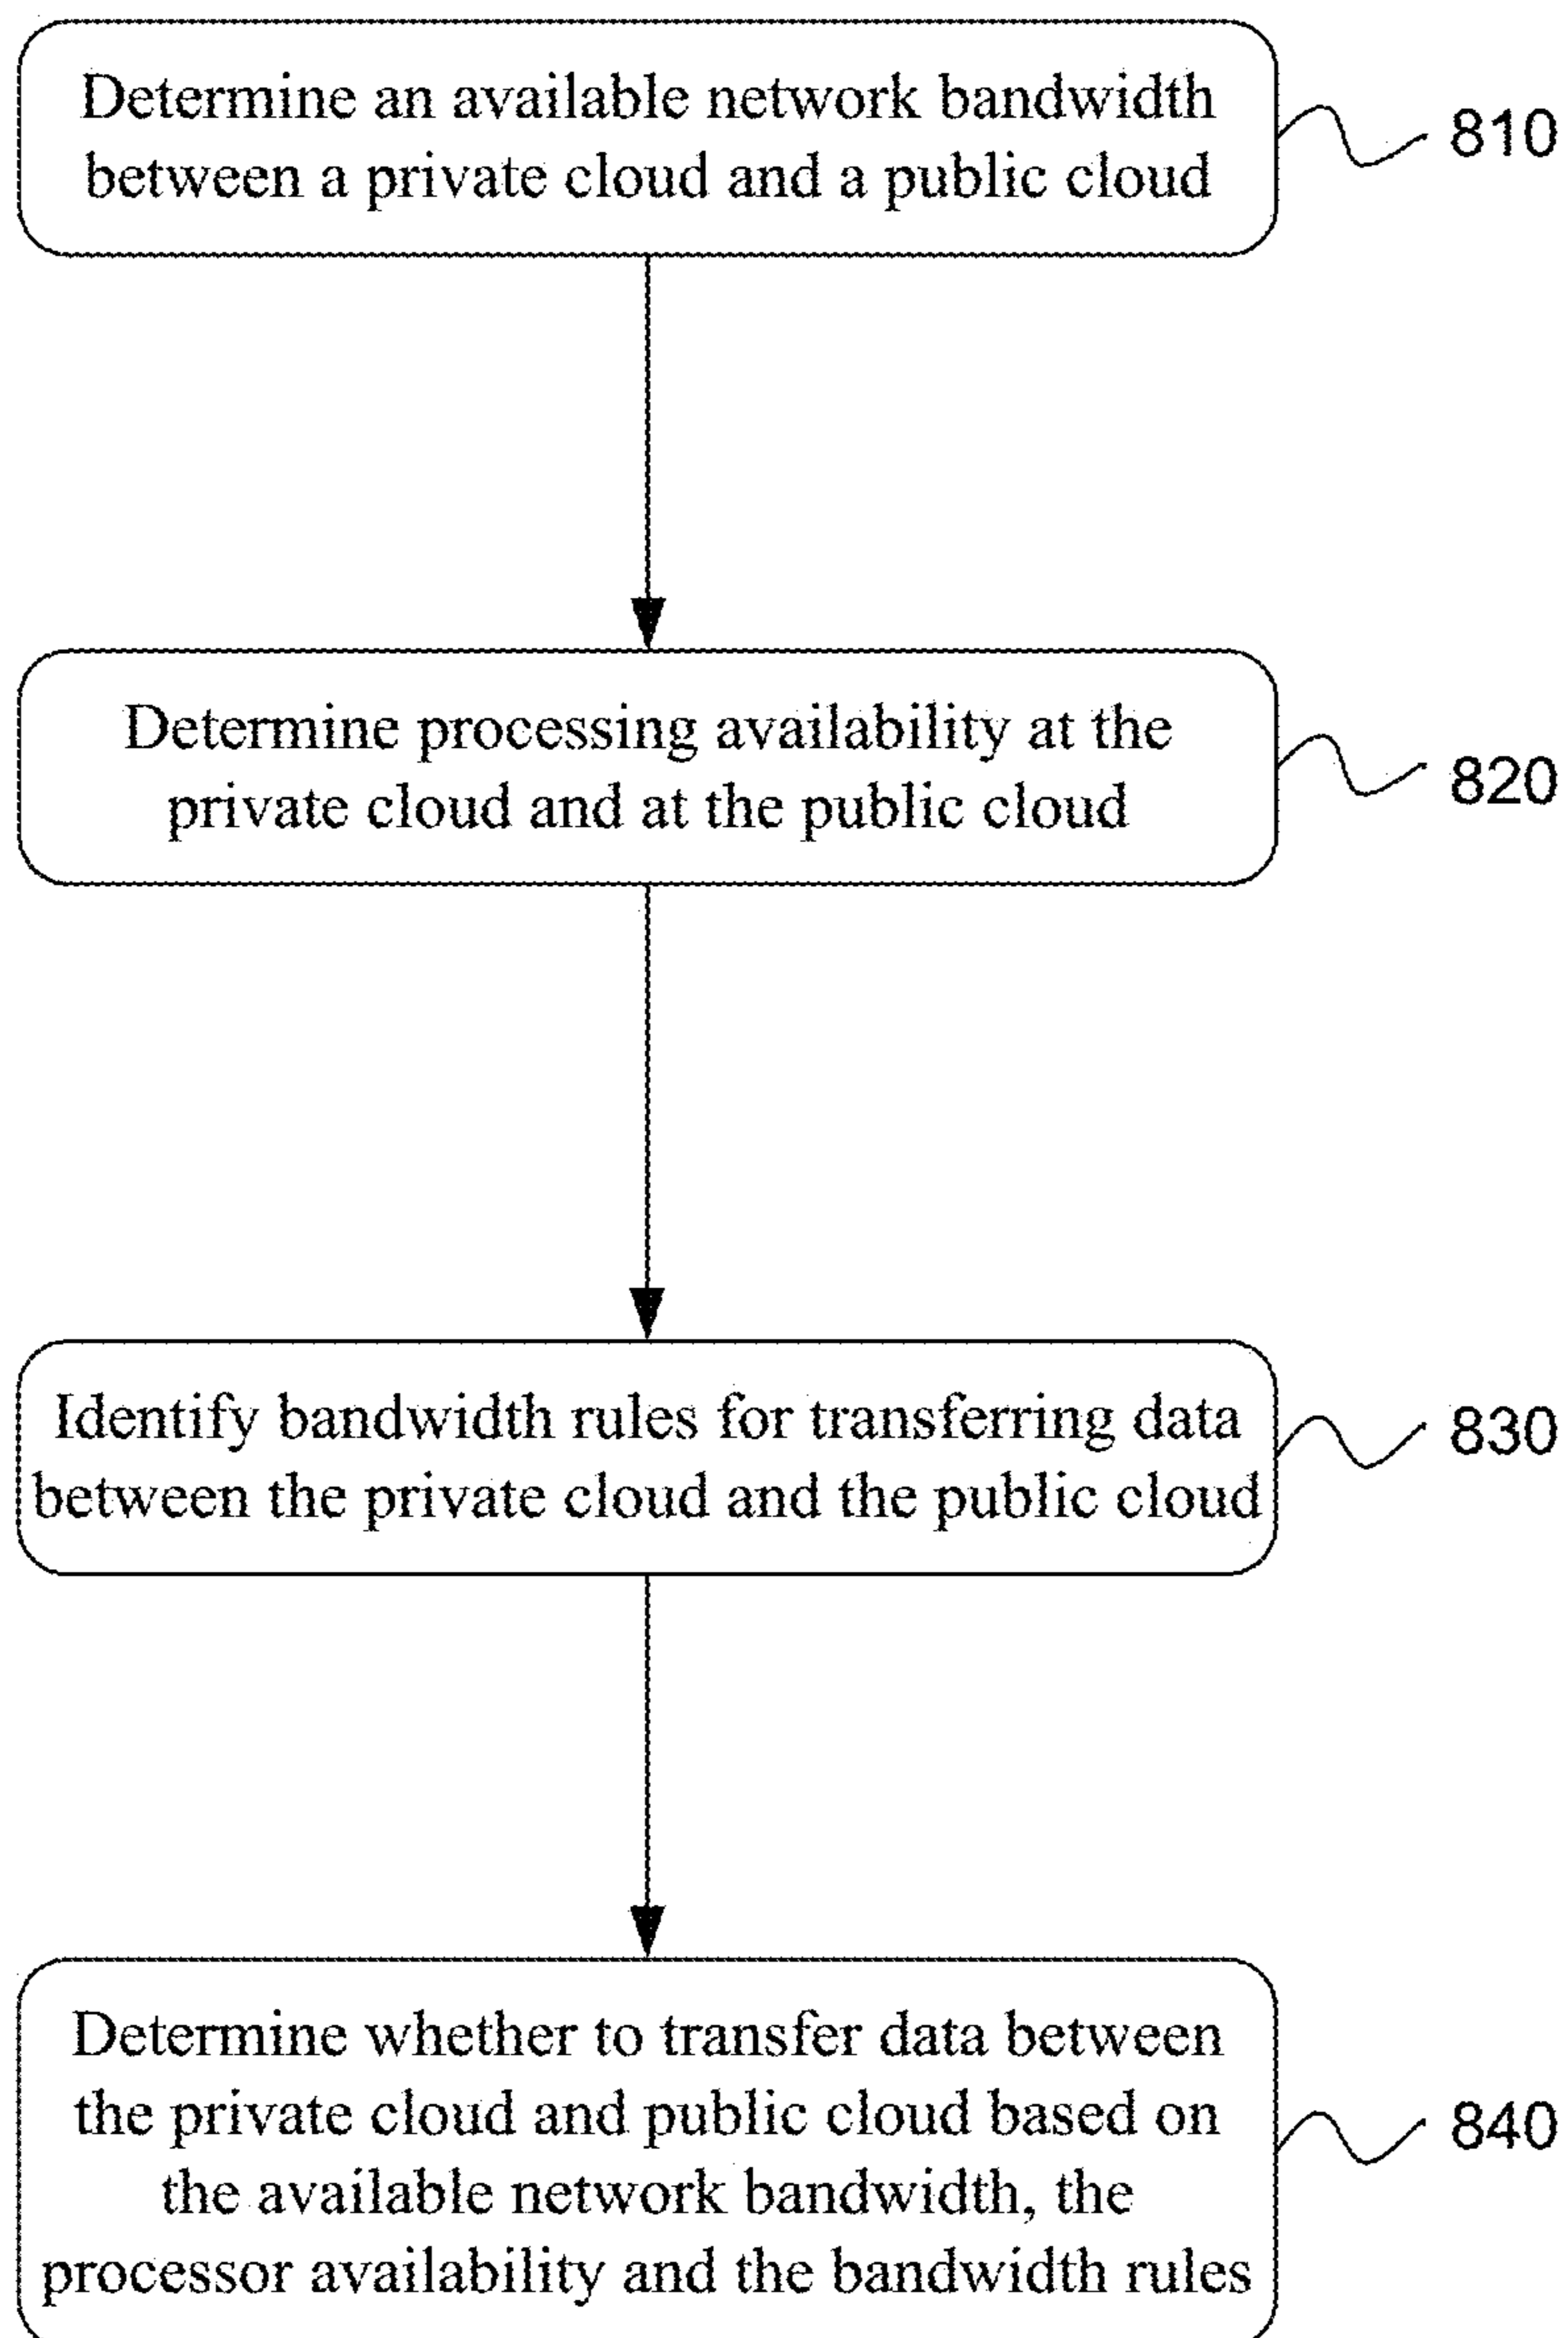 Determine an available network bandwidth
between a private cloud and a public cloud
810
Determine processing availability at the
private cloud and at the public cloud
820
Identify bandwidth rules for transferring data
between the private cloud and the public cloud
830
Determine whether to transfer data between
the private cloud and public cloud based on
the available network bandwidth, the
processor availability and the bandwidth rules
840